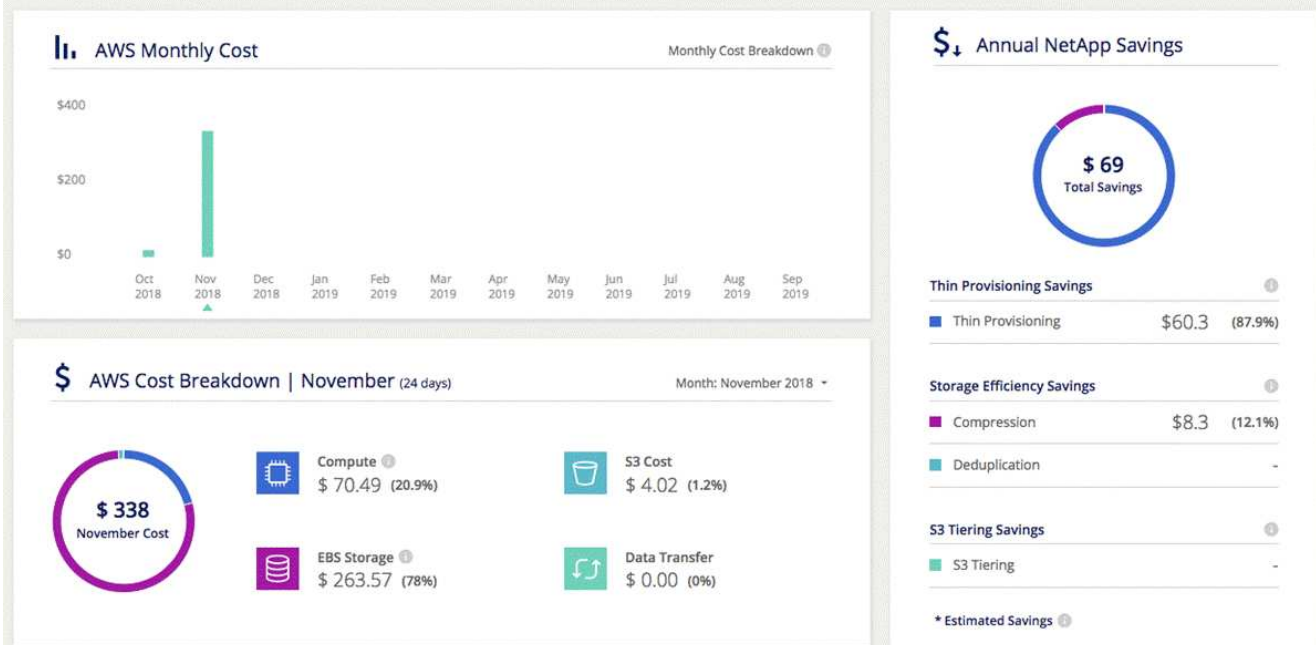 AWS Monthly Cost
Monthly Cost Breakdown
$400
$200
$0
Oct 2018
Nov 2018
Dec 2018
Jan 2019
Feb 2019
Mar 2019
Apr 2019
May 2019
Jun 2019
Jul 2019
Aug 2019
Sep 2019
AWS Cost Breakdown | November (24 days)
Month: November 2018
$ 338
November Cost
Compute
$ 70.49 (20.9%)
S3 Cost
$ 4.02 (1.2%)
EBS Storage
$ 263.57 (78%)
Data Transfer
$ 0.00 (0%)
Annual NetApp Savings
$ 69
Total Savings
Thin Provisioning Savings
Thin Provisioning $60.3 (87.9%)
Storage Efficiency Savings
Compression $8.3 (12.1%)
Deduplication -
S3 Tiering Savings
S3 Tiering -
* Estimated Savings